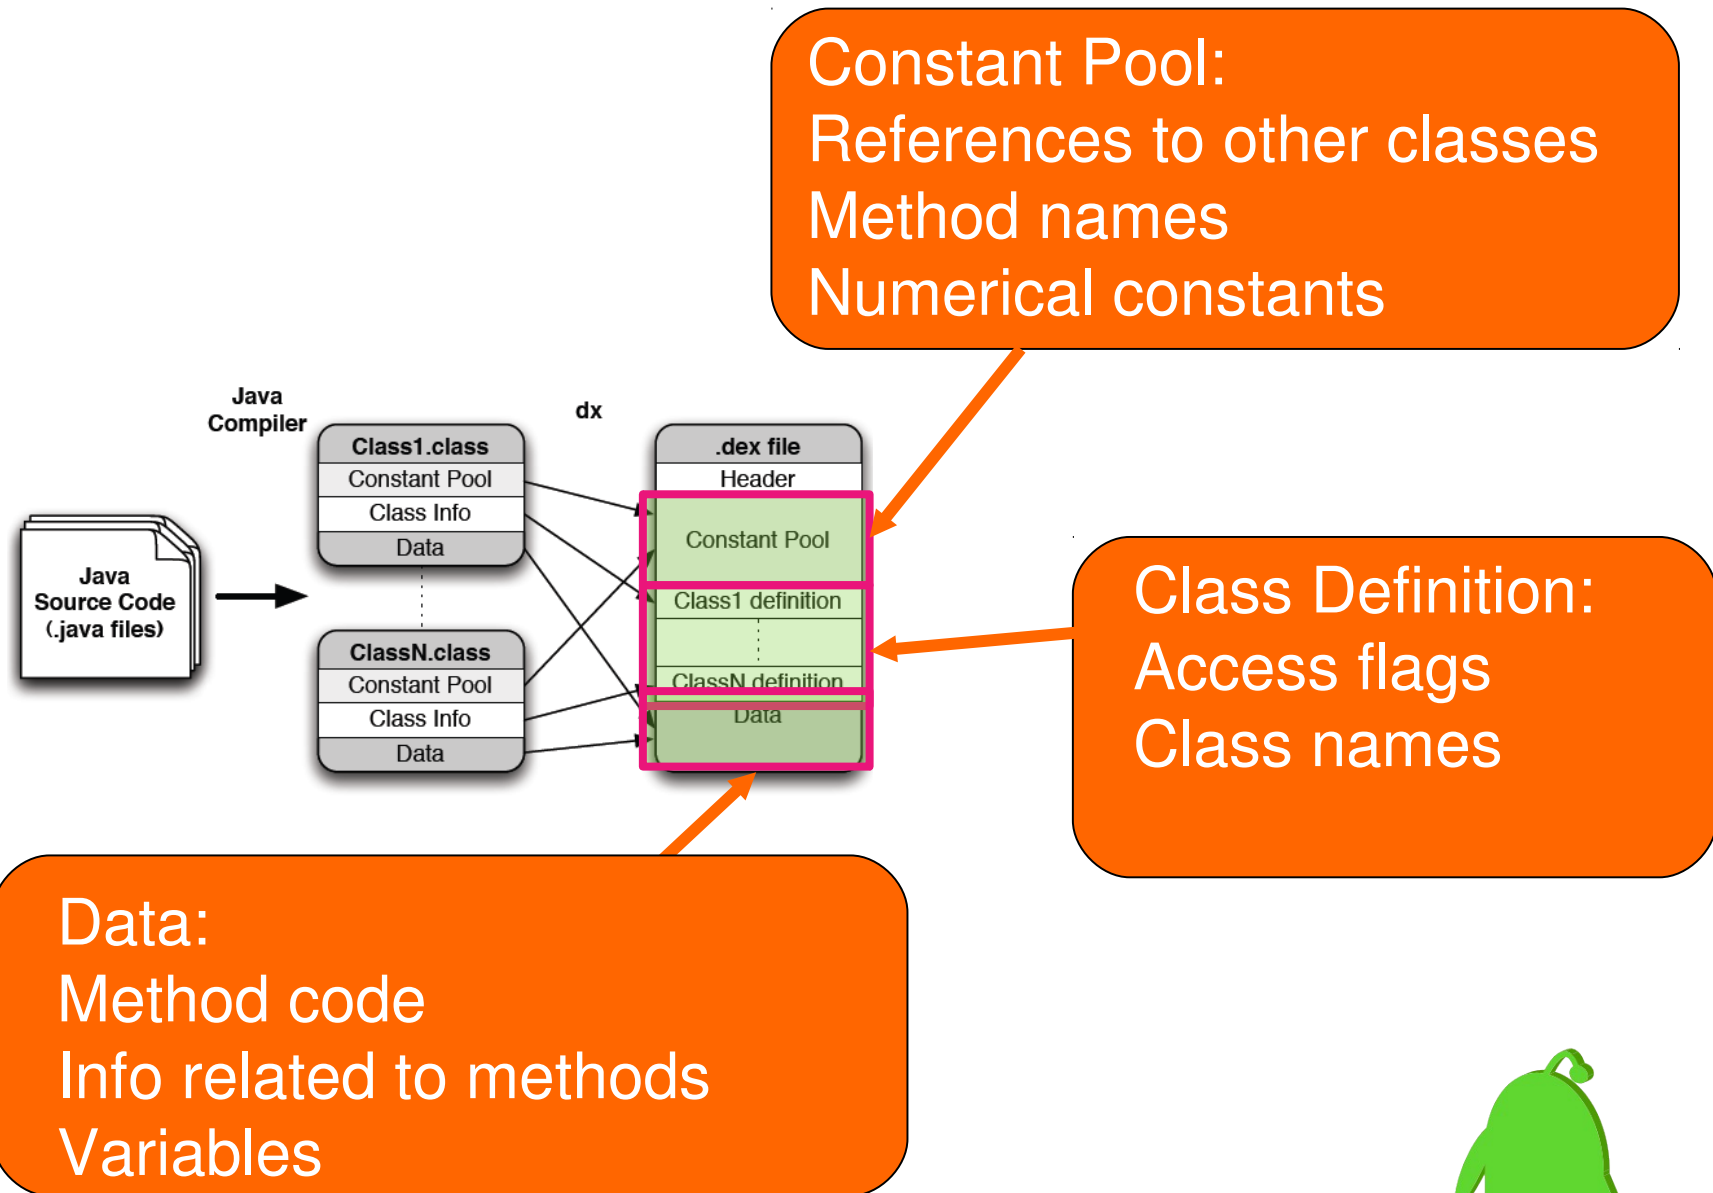 Constant Pool:
References to other classes
Method names
Numerical constants
Java
Compiler
dx
Class1.class
Constant Pool
Class Info
Data
.dex file
Header
Constant Pool
Class1 definition
ClassN definition
Data
Java
Source Code
(.java files)
ClassN.class
Constant Pool
Class Info
Data
Class Definition:
Access flags
Class names
Data:
Method code
Info related to methods
Variables